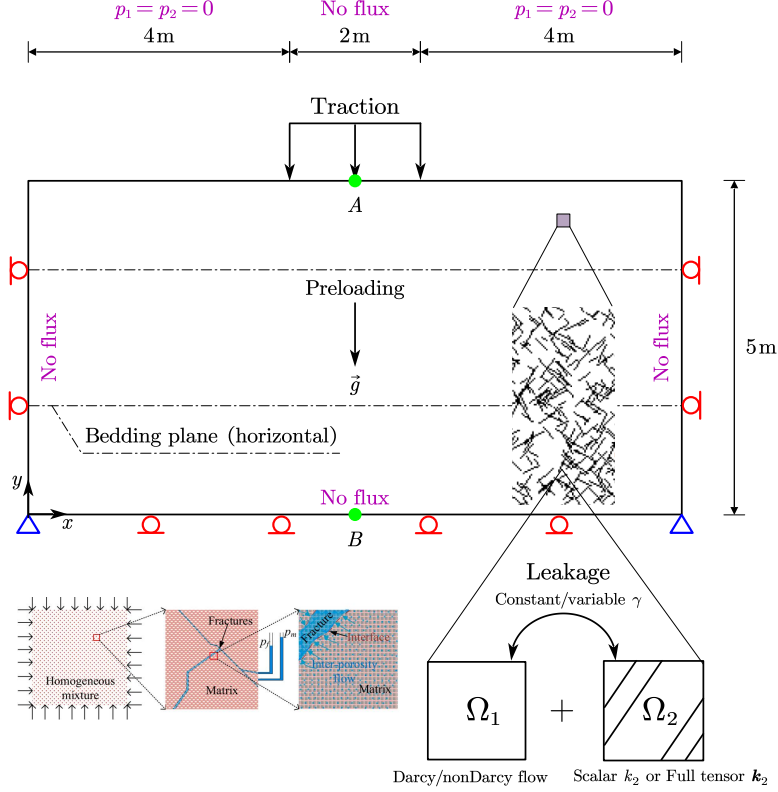 p₁ = p₂ = 0
No flux
p₁ = p₂ = 0
4 m
2 m
4 m
Traction
A
Preloading
g⃗
No flux
No flux
5 m
Bedding plane (horizontal)
y
x
No flux
B
Leakage
Constant/variable γ
Fractures
p_f
p_m
Homogeneous
mixture
Matrix
Fracture
Interface
Inter-porosity
flow
Matrix
Ω₁
+
Ω₂
Darcy/nonDarcy flow
Scalar k₂ or Full tensor k₂